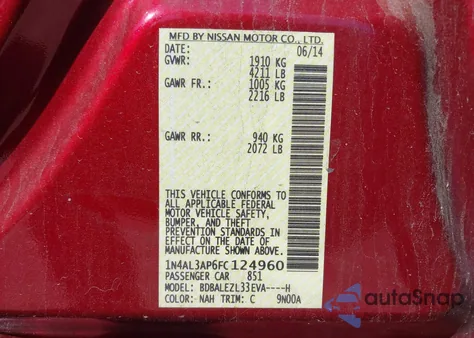 MFD BY NISSAN MOTOR CO., LTD.
DATE: 06/14
GVWR: 1910 KG
4211 LB
GAWR FR.: 1005 KG
2216 LB
GAWR RR.: 940 KG
2072 LB
THIS VEHICLE CONFORMS TO
ALL APPLICABLE FEDERAL
MOTOR VEHICLE SAFETY,
BUMPER, AND THEFT
PREVENTION STANDARDS IN
EFFECT ON THE DATE OF
MANUFACTURE SHOWN ABOVE.
1N4AL3AP6FC124960
PASSENGER CAR 851
MODEL: BDBALEZL33EVA----H
COLOR: NAH TRIM: C 9N00A
autoSnap